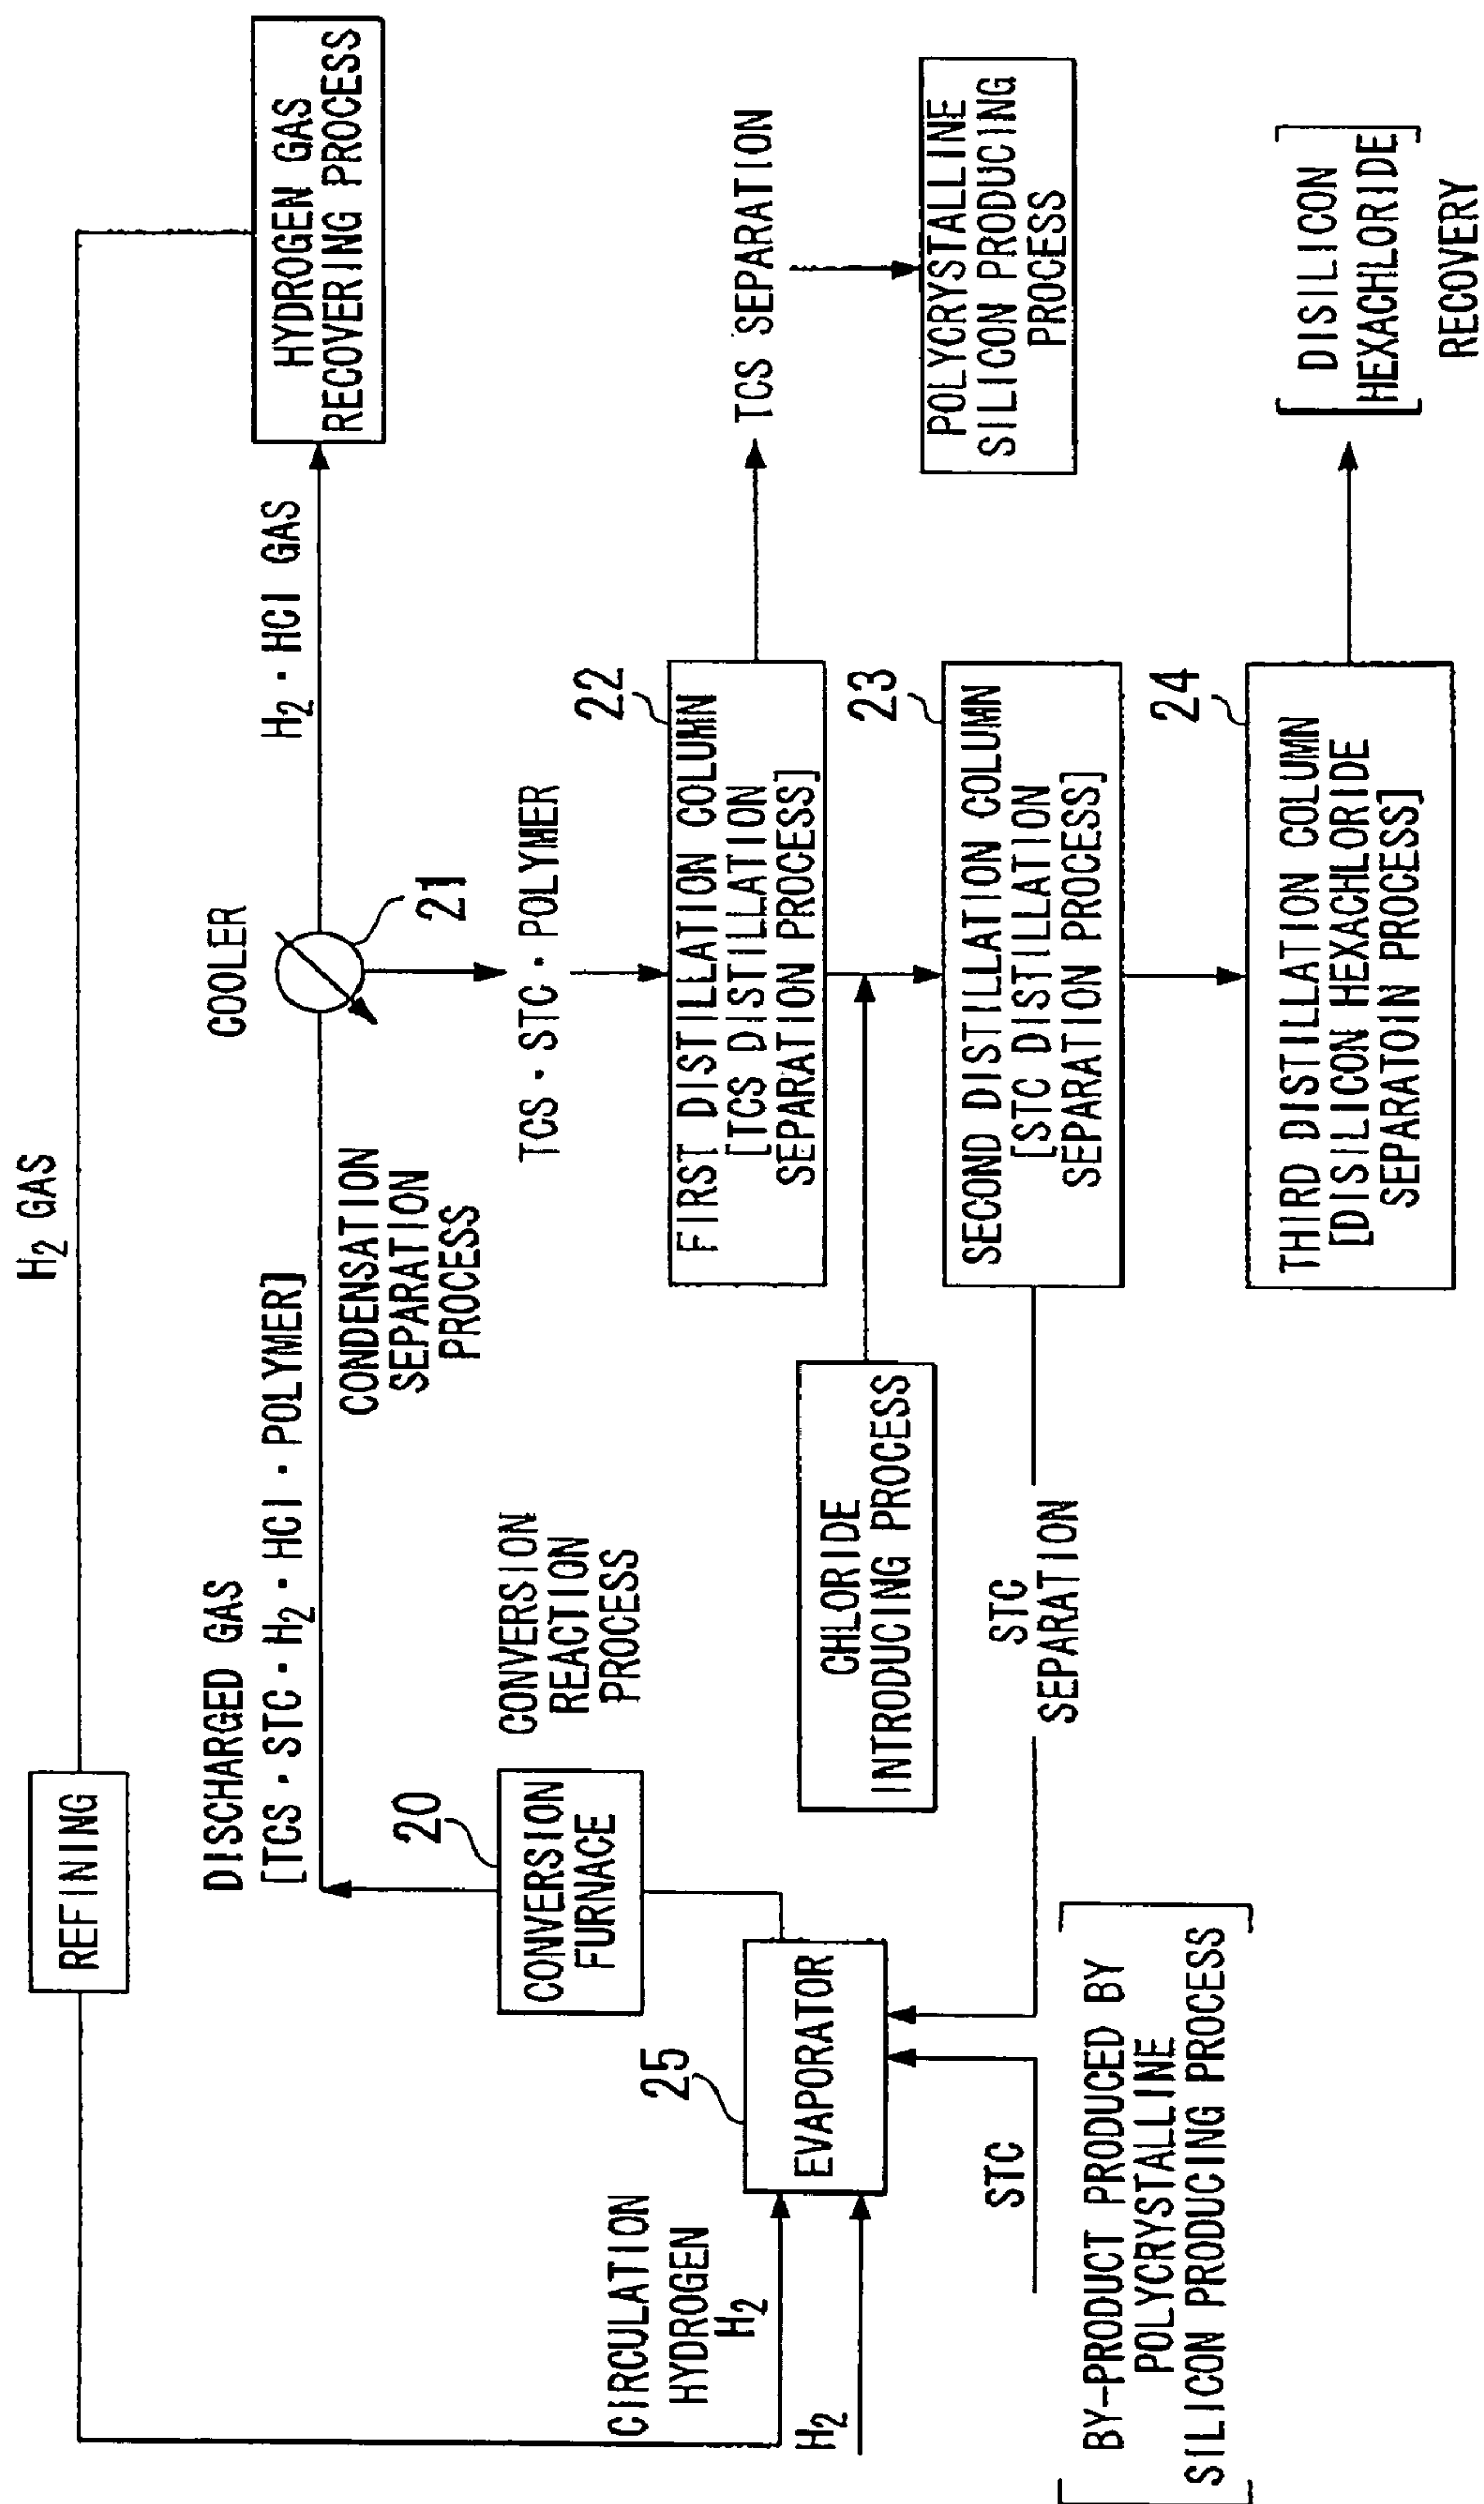 H2 GAS
REFINING
HYDROGEN GAS
RECOVERING PROCESS
DISCHARGED GAS
[TCS · STC · H2 · HCl · POLYMER]
COOLER
21
H2 · HCl GAS
CONDENSATION
SEPARATION
PROCESS
20
CONVERSION
FURNACE
CONVERSION
REACTION
PROCESS
TCS · STC · POLYMER
22
FIRST DISTILLATION COLUMN
[TCS DISTILLATION
SEPARATION PROCESS]
TCS SEPARATION
POLYCRYSTALLINE
SILICON PRODUCING
PROCESS
CIRCULATION
HYDROGEN
H2
H2
25
EVAPORATOR
CHLORIDE
INTRODUCING PROCESS
23
SECOND DISTILLATION COLUMN
[STC DISTILLATION
SEPARATION PROCESS]
STC
STC
SEPARATION
BY-PRODUCT PRODUCED BY
POLYCRYSTALLINE
SILICON PRODUCING PROCESS
24
THIRD DISTILLATION COLUMN
[DISILICON HEXACHLORIDE
SEPARATOIN PROCESS]
DISILICON
HEXACHLORIDE
RECOVERY